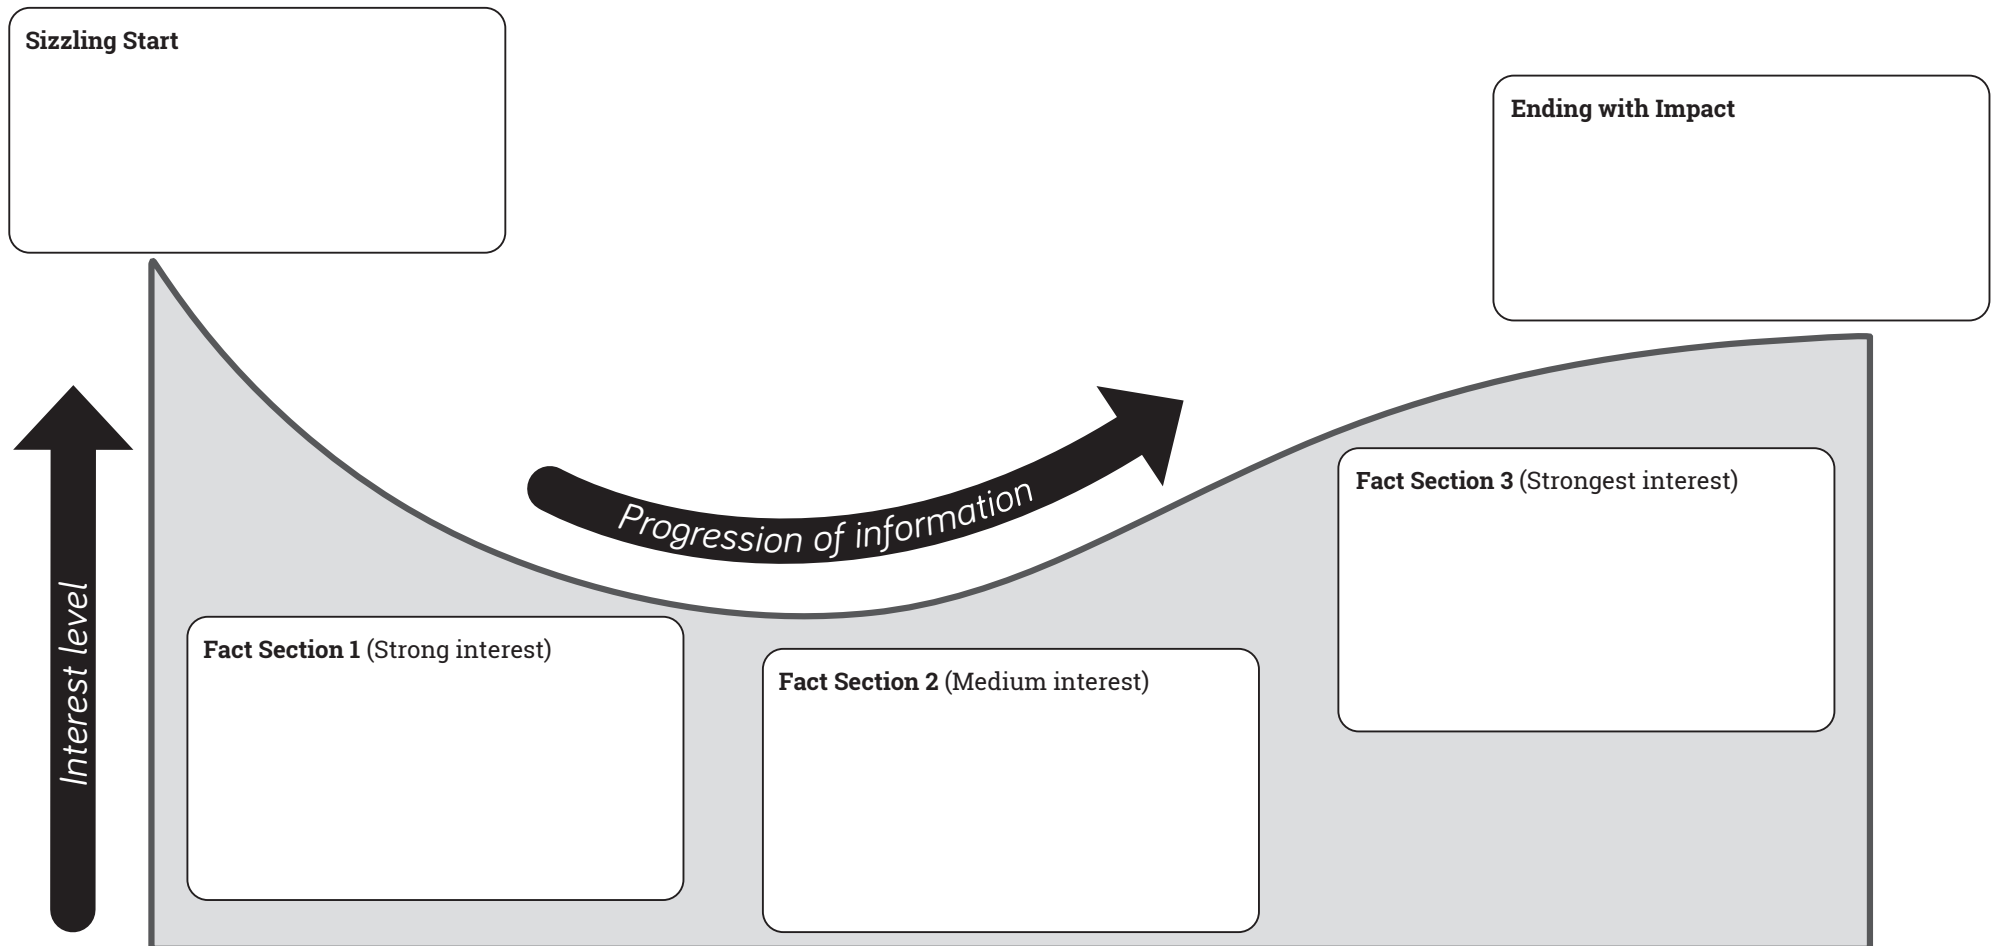 Sizzling Start
Ending with Impact
Progression of information
Interest level
Fact Section 1 (Strong interest)
Fact Section 2 (Medium interest)
Fact Section 3 (Strongest interest)